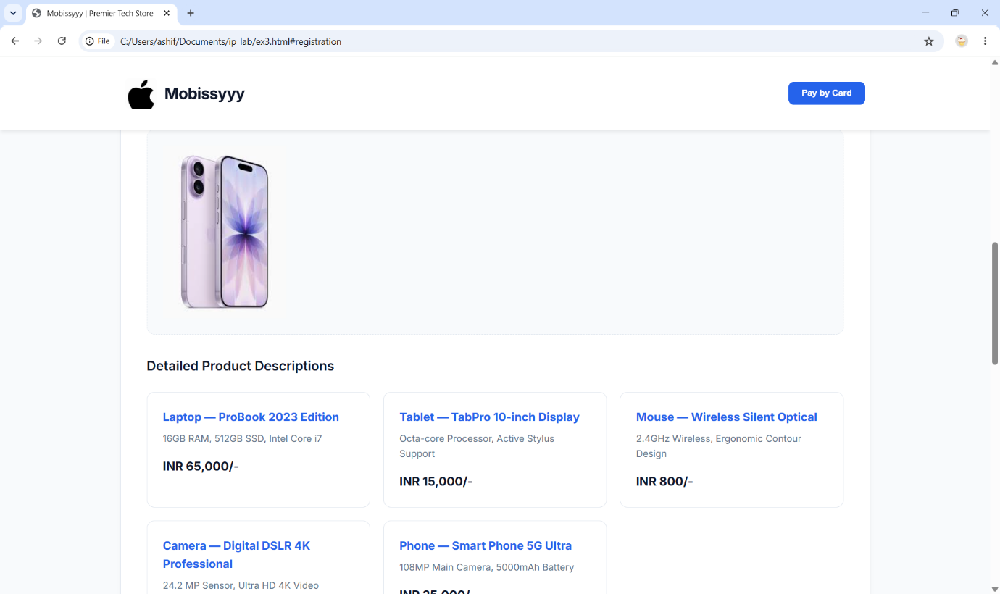 Mobissyyy | Premier Tech Store
File
C:/Users/ashif/Documents/ip_lab/ex3.html#registration
Mobissyyy
Pay by Card
Detailed Product Descriptions
Laptop — ProBook 2023 Edition
16GB RAM, 512GB SSD, Intel Core i7
INR 65,000/-
Tablet — TabPro 10-inch Display
Octa-core Processor, Active Stylus
Support
INR 15,000/-
Mouse — Wireless Silent Optical
2.4GHz Wireless, Ergonomic Contour
Design
INR 800/-
Camera — Digital DSLR 4K
Professional
24.2 MP Sensor, Ultra HD 4K Video
Phone — Smart Phone 5G Ultra
108MP Main Camera, 5000mAh Battery
INR 25,000/-